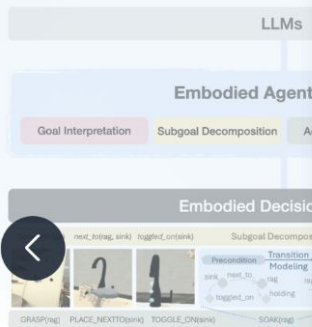 LLMs
Embodied Agent
Goal Interpretation
Subgoal Decomposition
Embodied Decisio
next_to(rag, sink)
toggled_on(sink)
Subgoal Decompos
Precondition
Transition
Modeling
sink
next_to
rag
toggled_on
holding
GRASP(rag)
PLACE_NEXTTO(sink)
TOGGLE_ON(sink)
SOAK(rag)